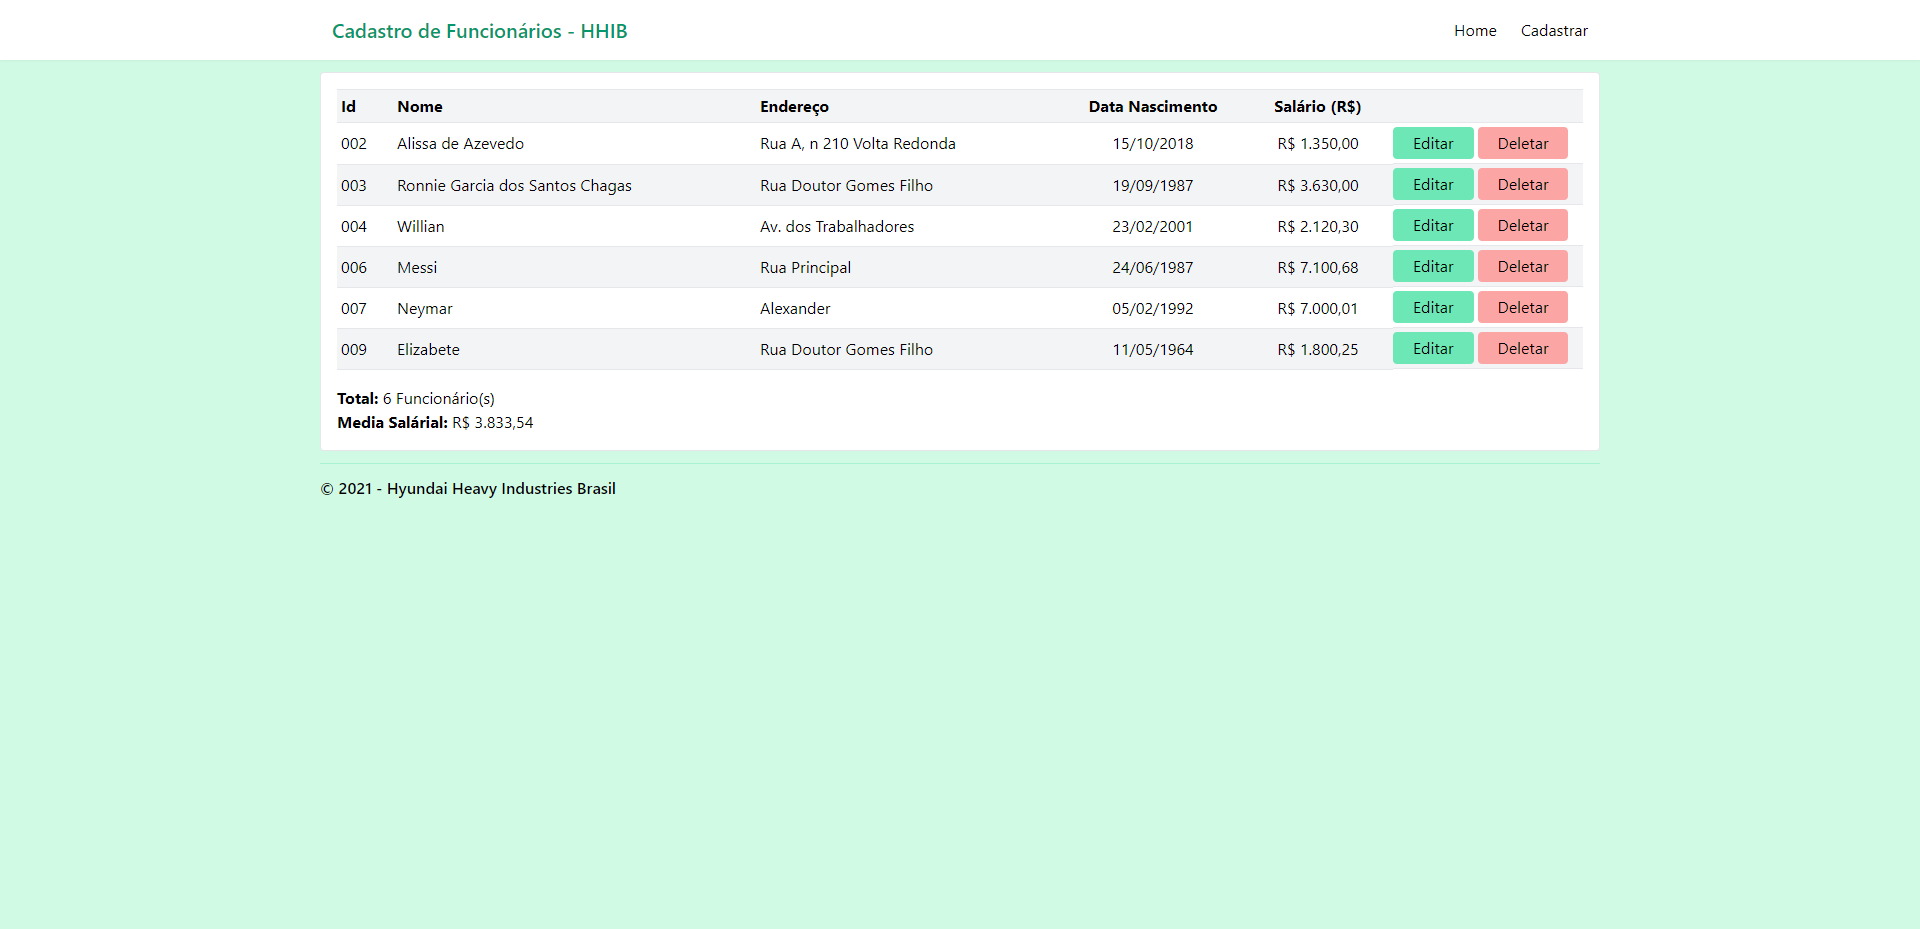 Cadastro de Funcionários - HHIB Home Cadastrar
Id Nome Endereço Data Nascimento Salário (R$)
002 Alissa de Azevedo Rua A, n 210 Volta Redonda 15/10/2018 R$ 1.350,00 Editar Deletar
003 Ronnie Garcia dos Santos Chagas Rua Doutor Gomes Filho 19/09/1987 R$ 3.630,00 Editar Deletar
004 Willian Av. dos Trabalhadores 23/02/2001 R$ 2.120,30 Editar Deletar
006 Messi Rua Principal 24/06/1987 R$ 7.100,68 Editar Deletar
007 Neymar Alexander 05/02/1992 R$ 7.000,01 Editar Deletar
009 Elizabete Rua Doutor Gomes Filho 11/05/1964 R$ 1.800,25 Editar Deletar
Total: 6 Funcionário(s)
Media Salárial: R$ 3.833,54
© 2021 - Hyundai Heavy Industries Brasil